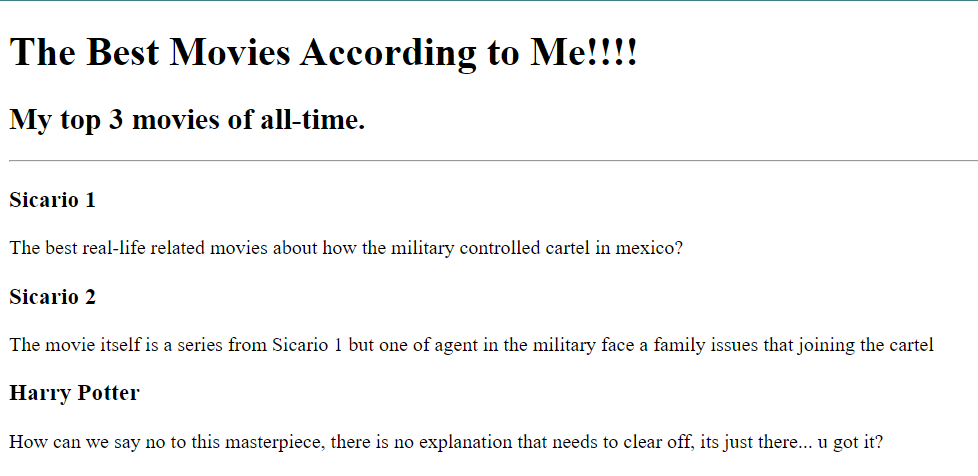 The Best Movies According to Me!!!!
My top 3 movies of all-time.
Sicario 1
The best real-life related movies about how the military controlled cartel in mexico?
Sicario 2
The movie itself is a series from Sicario 1 but one of agent in the military face a family issues that joining the cartel
Harry Potter
How can we say no to this masterpiece, there is no explanation that needs to clear off, its just there... u got it?